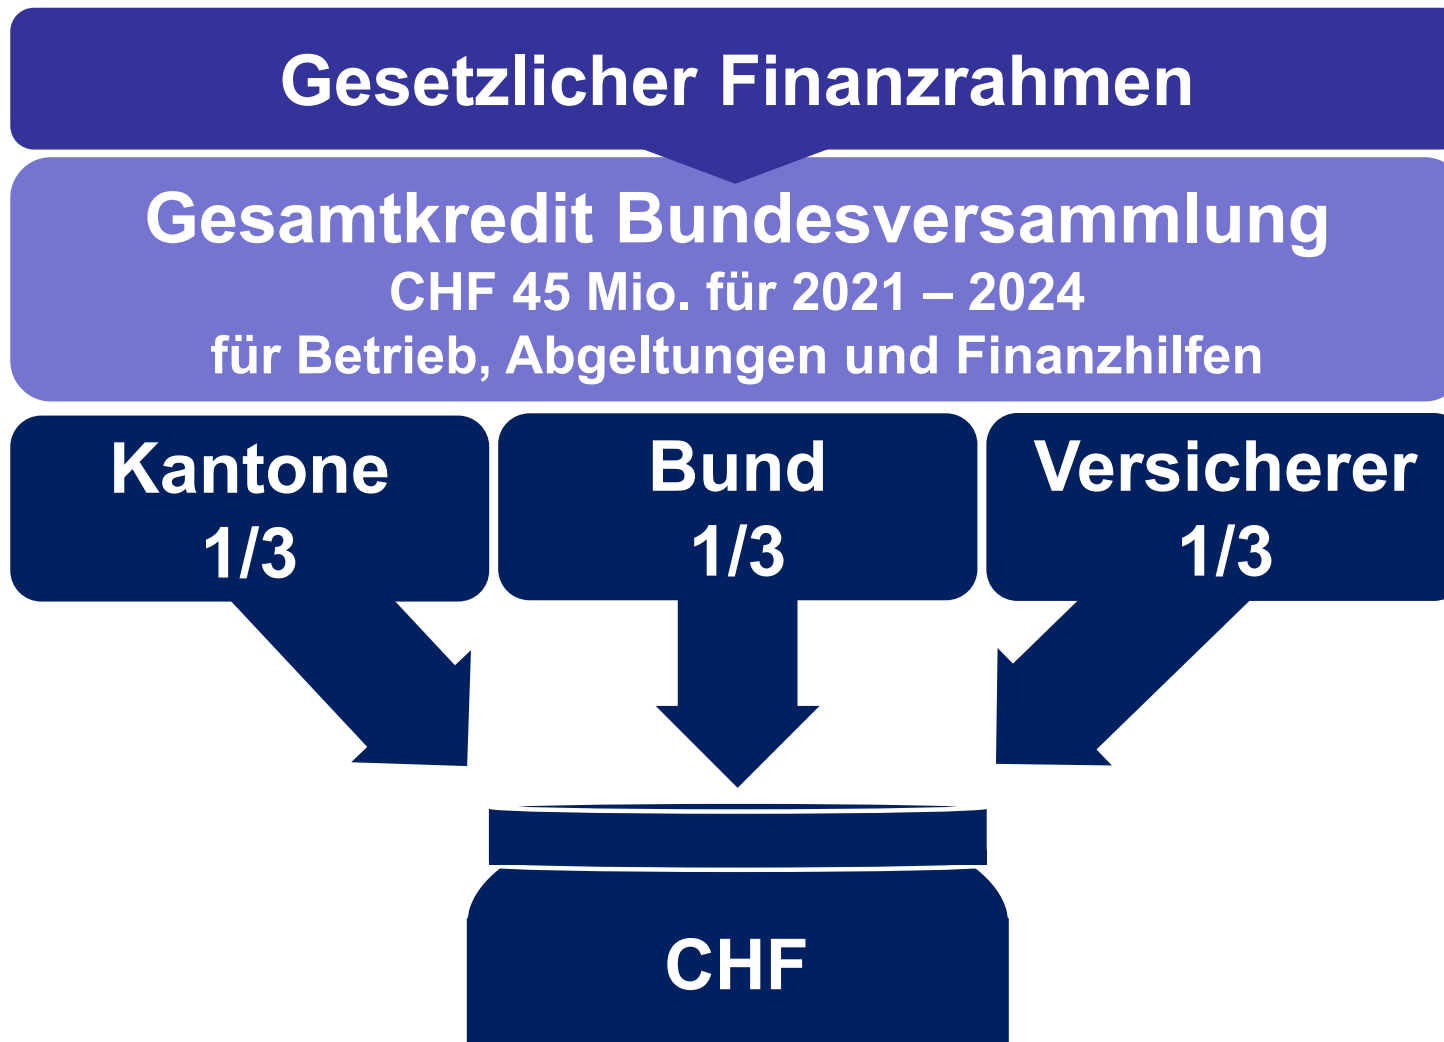 Gesetzlicher Finanzrahmen
Gesamtkredit Bundesversammlung
CHF 45 Mio. für 2021 – 2024
für Betrieb, Abgeltungen und Finanzhilfen
Kantone
1/3
Bund
1/3
Versicherer
1/3
CHF